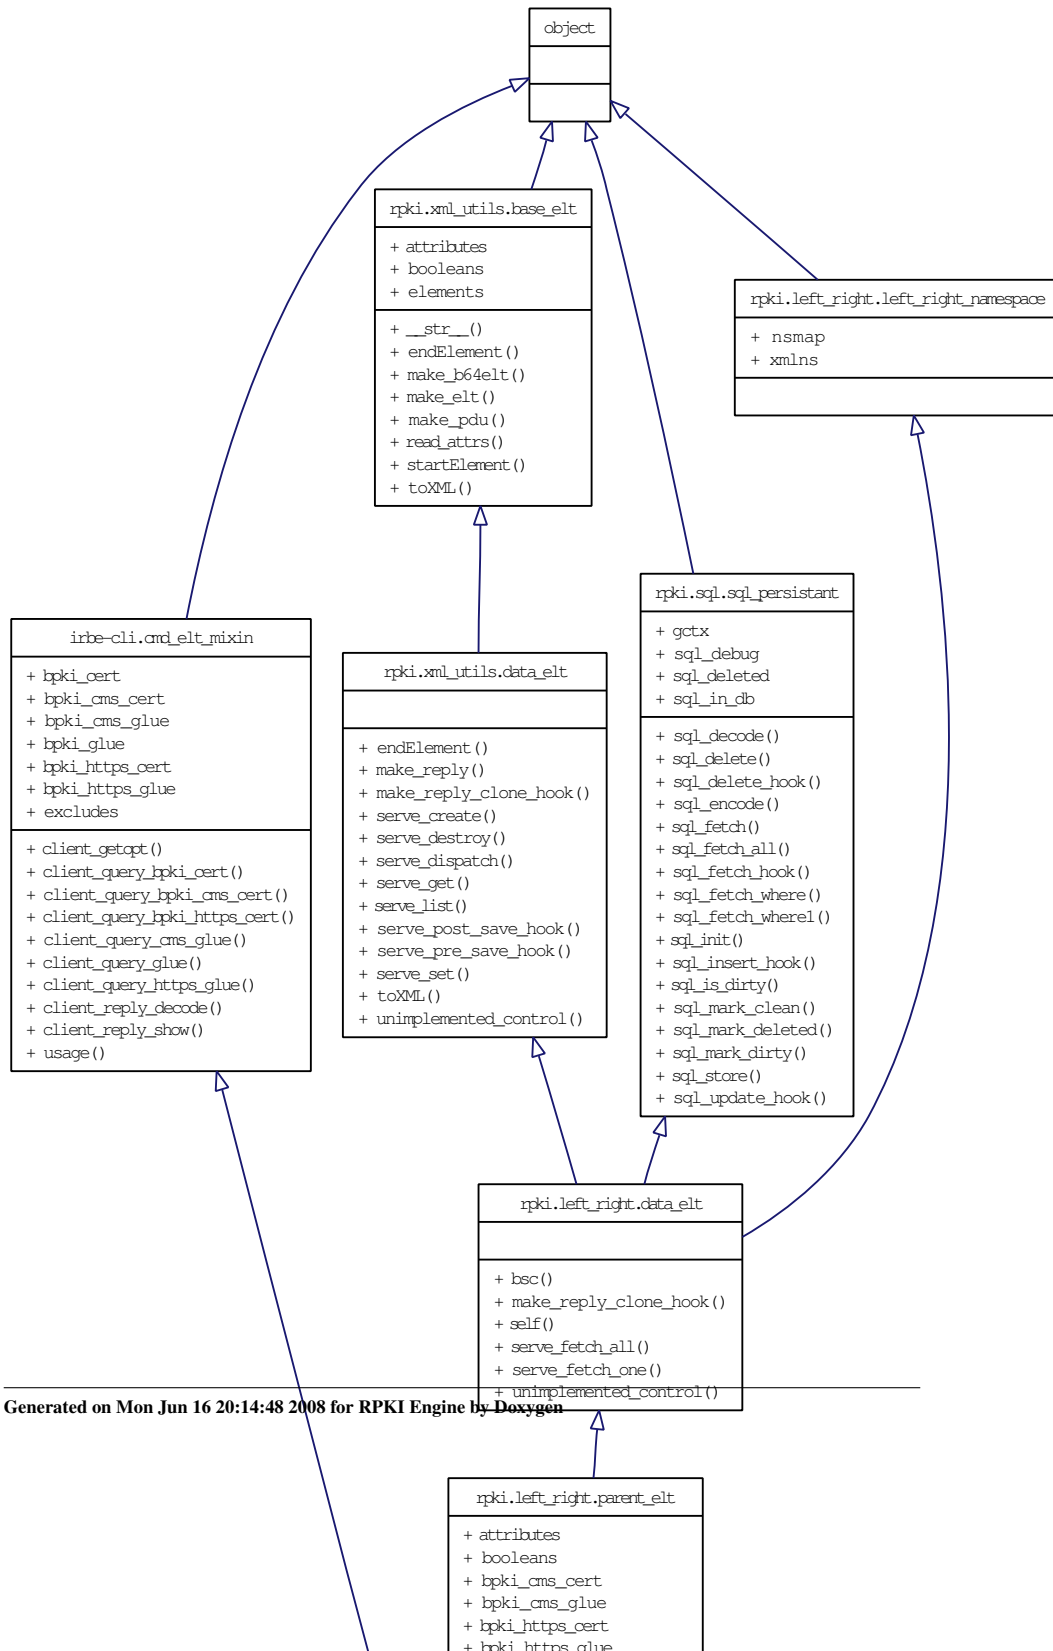 object
rpki.xml_utils.base_elt
+ attributes
+ booleans
+ elements
+ __str__()
+ endElement()
+ make_b64elt()
+ make_elt()
+ make_pdu()
+ read_attrs()
+ startElement()
+ toXML()
rpki.left_right.left_right_namespace
+ nsmap
+ xmlns
rpki.sql.sql_persistant
+ gctx
+ sql_debug
+ sql_deleted
+ sql_in_db
+ sql_decode()
+ sql_delete()
+ sql_delete_hook()
+ sql_encode()
+ sql_fetch()
+ sql_fetch_all()
+ sql_fetch_hook()
+ sql_fetch_where()
+ sql_fetch_where1()
+ sql_init()
+ sql_insert_hook()
+ sql_is_dirty()
+ sql_mark_clean()
+ sql_mark_deleted()
+ sql_mark_dirty()
+ sql_store()
+ sql_update_hook()
irbe-cli.cmd_elt_mixin
+ bpki_cert
+ bpki_cms_cert
+ bpki_cms_glue
+ bpki_glue
+ bpki_https_cert
+ bpki_https_glue
+ excludes
+ client_getopt()
+ client_query_bpki_cert()
+ client_query_bpki_cms_cert()
+ client_query_bpki_https_cert()
+ client_query_cms_glue()
+ client_query_glue()
+ client_query_https_glue()
+ client_reply_decode()
+ client_reply_show()
+ usage()
rpki.xml_utils.data_elt
+ endElement()
+ make_reply()
+ make_reply_clone_hook()
+ serve_create()
+ serve_destroy()
+ serve_dispatch()
+ serve_get()
+ serve_list()
+ serve_post_save_hook()
+ serve_pre_save_hook()
+ serve_set()
+ toXML()
+ unimplemented_control()
rpki.left_right.data_elt
+ bsc()
+ make_reply_clone_hook()
+ self()
+ serve_fetch_all()
+ serve_fetch_one()
+ unimplemented_control()
Generated on Mon Jun 16 20:14:48 2008 for RPKI Engine by Doxygen
rpki.left_right.parent_elt
+ attributes
+ booleans
+ bpki_cms_cert
+ bpki_cms_glue
+ bpki_https_cert
+ bpki_https_glue